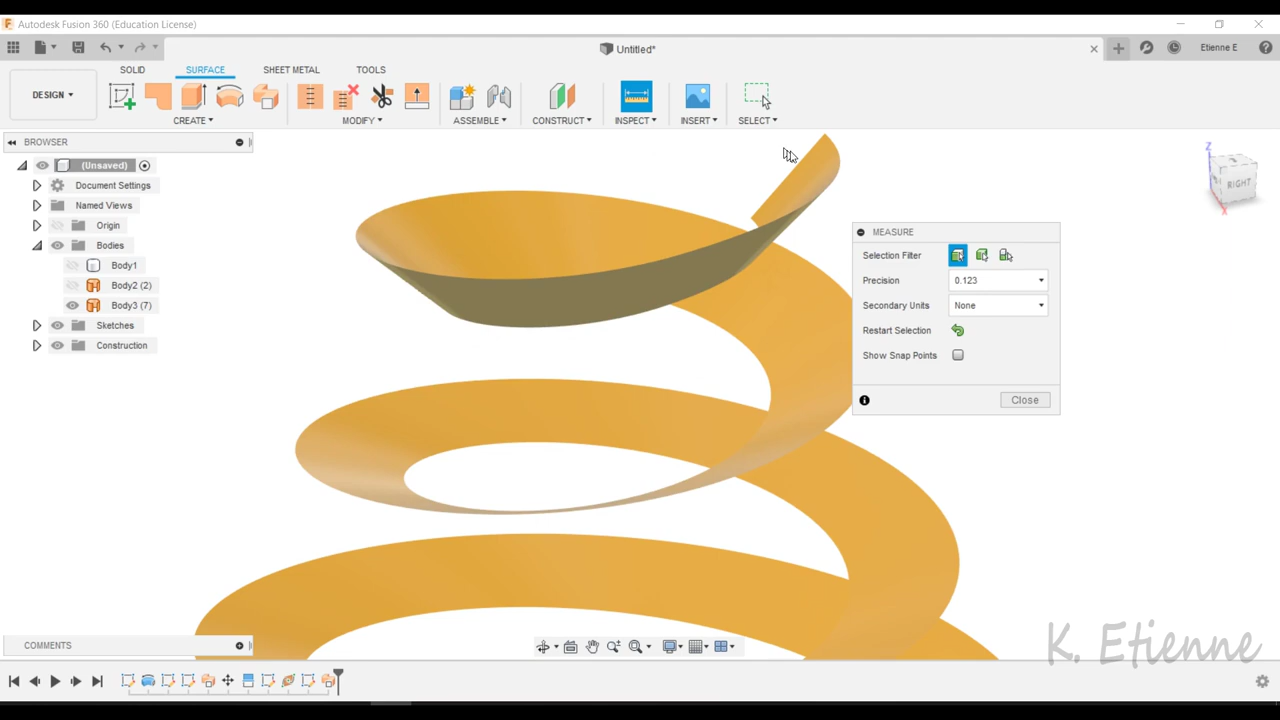 Autodesk Fusion 360 (Education License)
Untitled*
Etienne E
DESIGN
SOLID
SURFACE
SHEET METAL
TOOLS
CREATE
MODIFY
ASSEMBLE
CONSTRUCT
INSPECT
INSERT
SELECT
BROWSER
(Unsaved)
Document Settings
Named Views
Origin
Bodies
Body1
Body2 (2)
Body3 (7)
Sketches
Construction
Z
RIGHT
X
MEASURE
Selection Filter
Precision 0.123
Secondary Units None
Restart Selection
Show Snap Points
Close
COMMENTS
K. Etienne